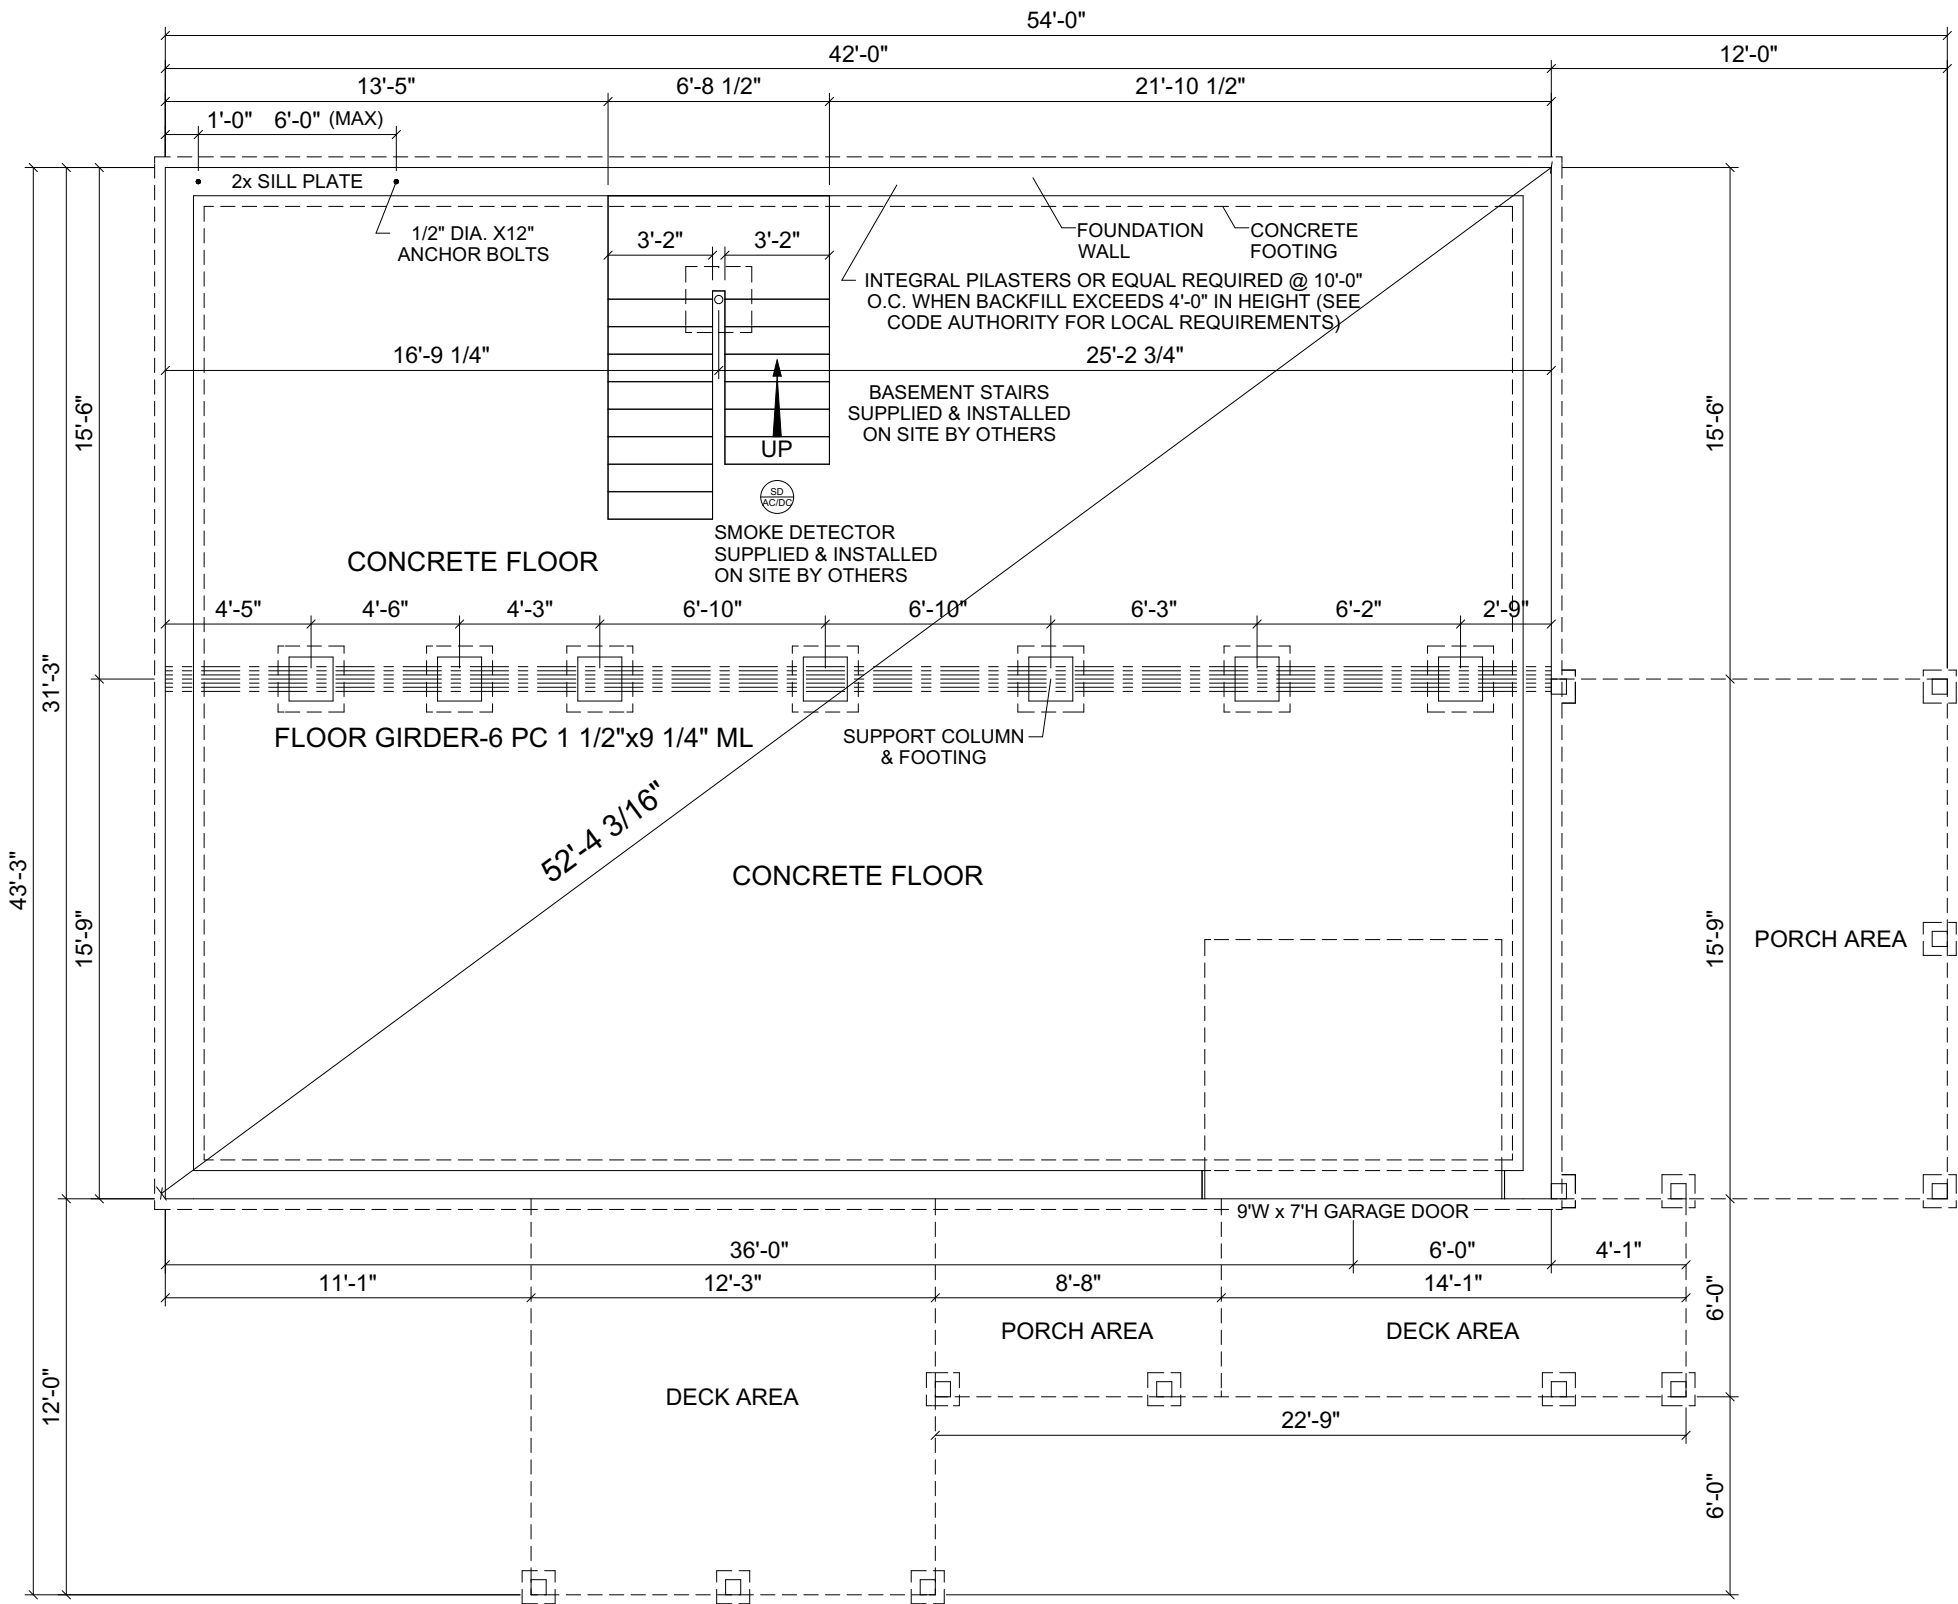 54'-0"
42'-0"
12'-0"
13'-5"
6'-8 1/2"
21'-10 1/2"
1'-0"
6'-0" (MAX)
2x SILL PLATE
1/2" DIA. X12"
ANCHOR BOLTS
3'-2"
3'-2"
FOUNDATION
WALL
CONCRETE
FOOTING
INTEGRAL PILASTERS OR EQUAL REQUIRED @ 10'-0"
O.C. WHEN BACKFILL EXCEEDS 4'-0" IN HEIGHT (SEE
CODE AUTHORITY FOR LOCAL REQUIREMENTS)
16'-9 1/4"
25'-2 3/4"
BASEMENT STAIRS
SUPPLIED & INSTALLED
ON SITE BY OTHERS
15'-6"
15'-6"
UP
SD
AC/DC
SMOKE DETECTOR
SUPPLIED & INSTALLED
ON SITE BY OTHERS
CONCRETE FLOOR
4'-5"
4'-6"
4'-3"
6'-10"
6'-10"
6'-3"
6'-2"
2'-9"
31'-3"
FLOOR GIRDER-6 PC 1 1/2"x9 1/4" ML
SUPPORT COLUMN
& FOOTING
52'-4 3/16"
43'-3"
CONCRETE FLOOR
15'-9"
15'-9"
PORCH AREA
9'W x 7'H GARAGE DOOR
36'-0"
6'-0"
4'-1"
11'-1"
12'-3"
8'-8"
14'-1"
6'-0"
PORCH AREA
DECK AREA
12'-0"
DECK AREA
22'-9"
6'-0"